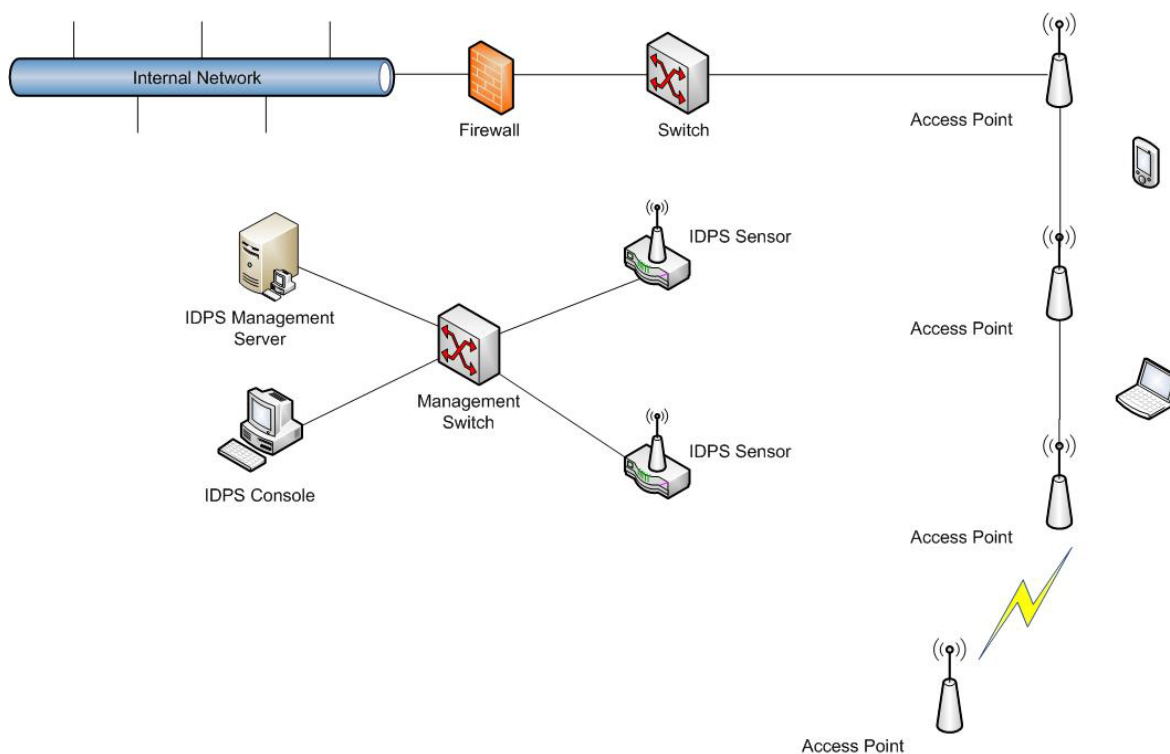 Internal Network
Firewall
Switch
Access Point
IDPS Sensor
IDPS Management
Server
Access Point
Management
Switch
IDPS Sensor
IDPS Console
Access Point
Access Point